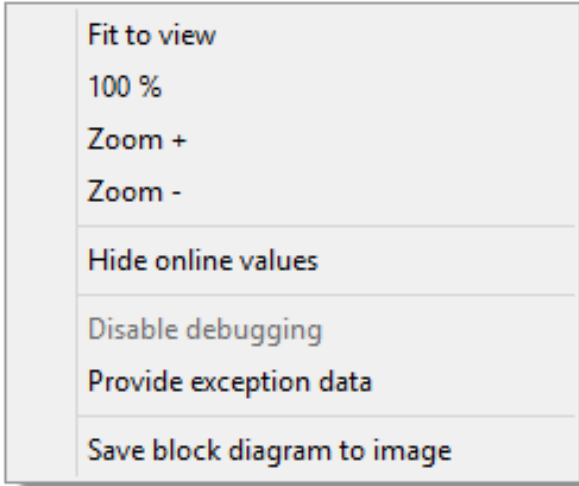 Fit to view
100 %
Zoom +
Zoom -
Hide online values
Disable debugging
Provide exception data
Save block diagram to image